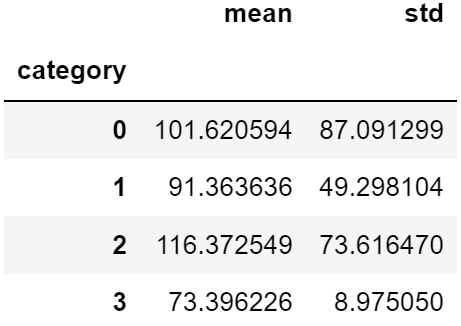 mean std
category
0 101.620594 87.091299
1 91.363636 49.298104
2 116.372549 73.616470
3 73.396226 8.975050